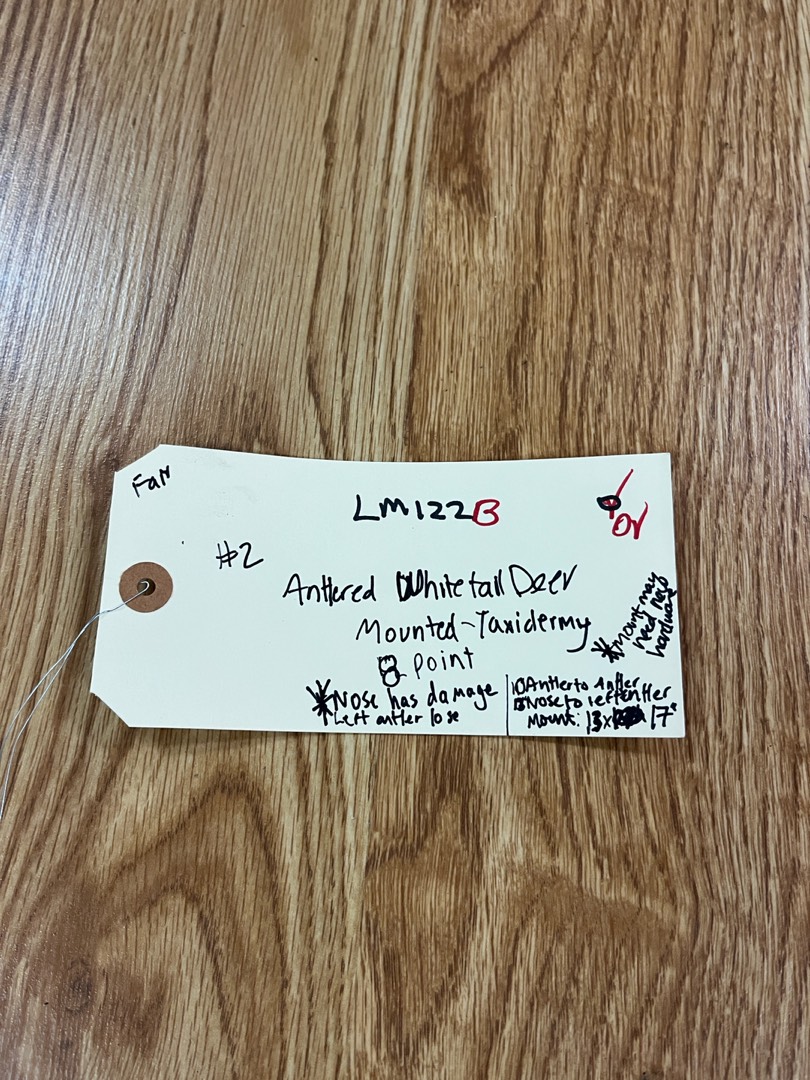 Fair
LM122B
#2
Antlered Whitetail Deer
Mounted-Taxidermy
8 Point
*Nose has damage
Left antler lose
Antler to Antler
Nose to left antler
Mount: 13x 17"
*Mount may
need new
hardware